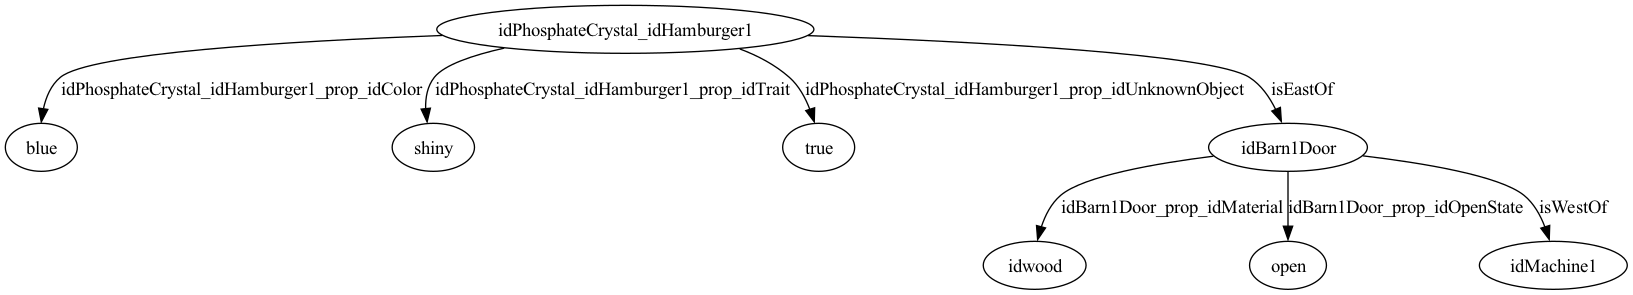 idPhosphateCrystal_idHamburger1
idPhosphateCrystal_idHamburger1_prop_idColor
idPhosphateCrystal_idHamburger1_prop_idTrait
idPhosphateCrystal_idHamburger1_prop_idUnknownObject
isEastOf
blue
shiny
true
idBarn1Door
idBarn1Door_prop_idMaterial
idBarn1Door_prop_idOpenState
isWestOf
idwood
open
idMachine1